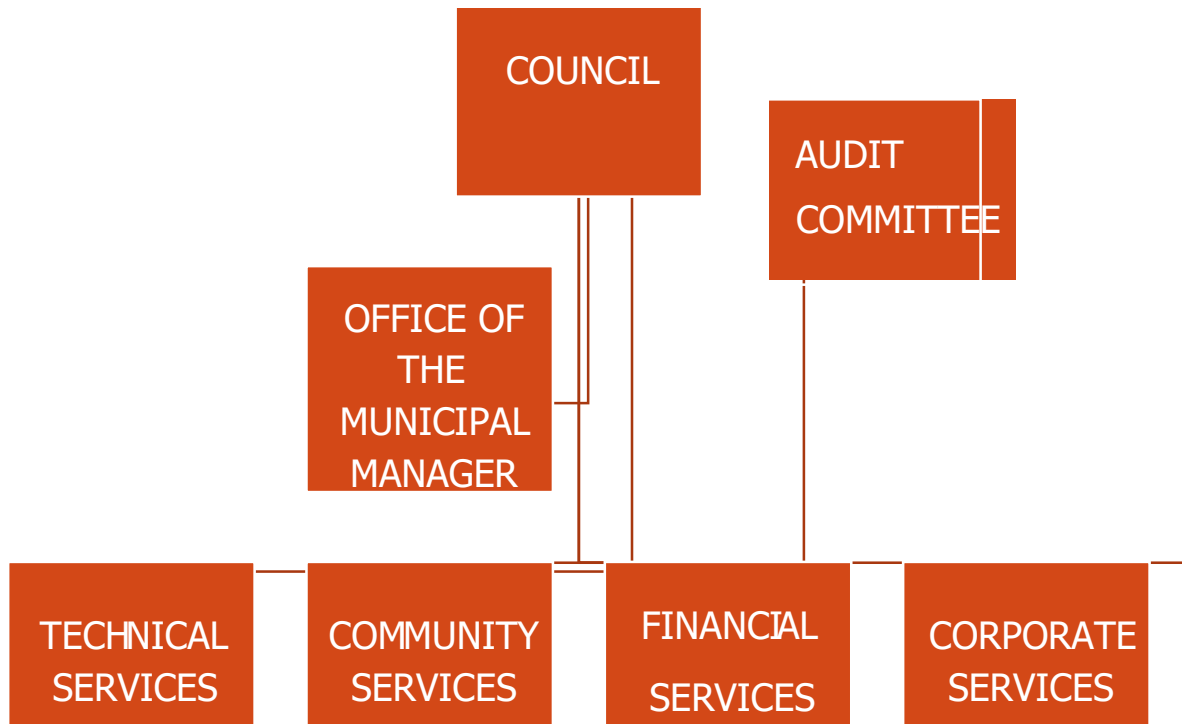 COUNCIL
AUDIT
COMMITTEE
OFFICE OF
THE
MUNICIPAL
MANAGER
TECHNICAL
SERVICES
COMMUNITY
SERVICES
FINANCIAL
SERVICES
CORPORATE
SERVICES